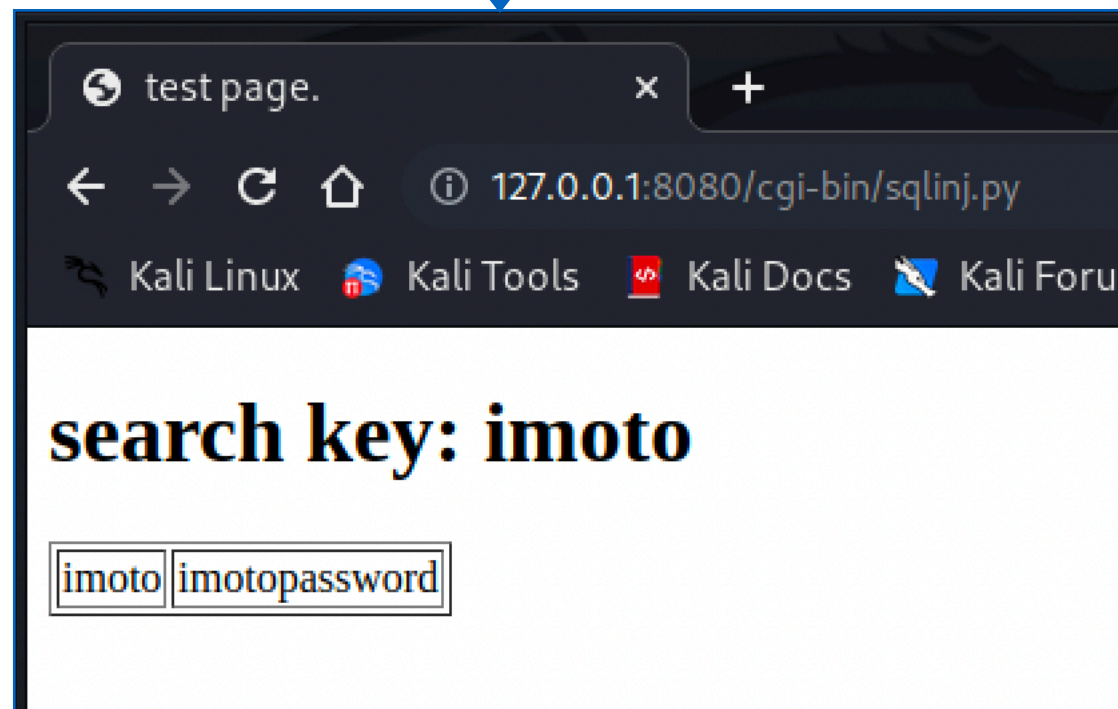 test page.
127.0.0.1:8080/cgi-bin/sqlinj.py
Kali Linux Kali Tools Kali Docs Kali Foru
search key: imoto
imoto imotopassword